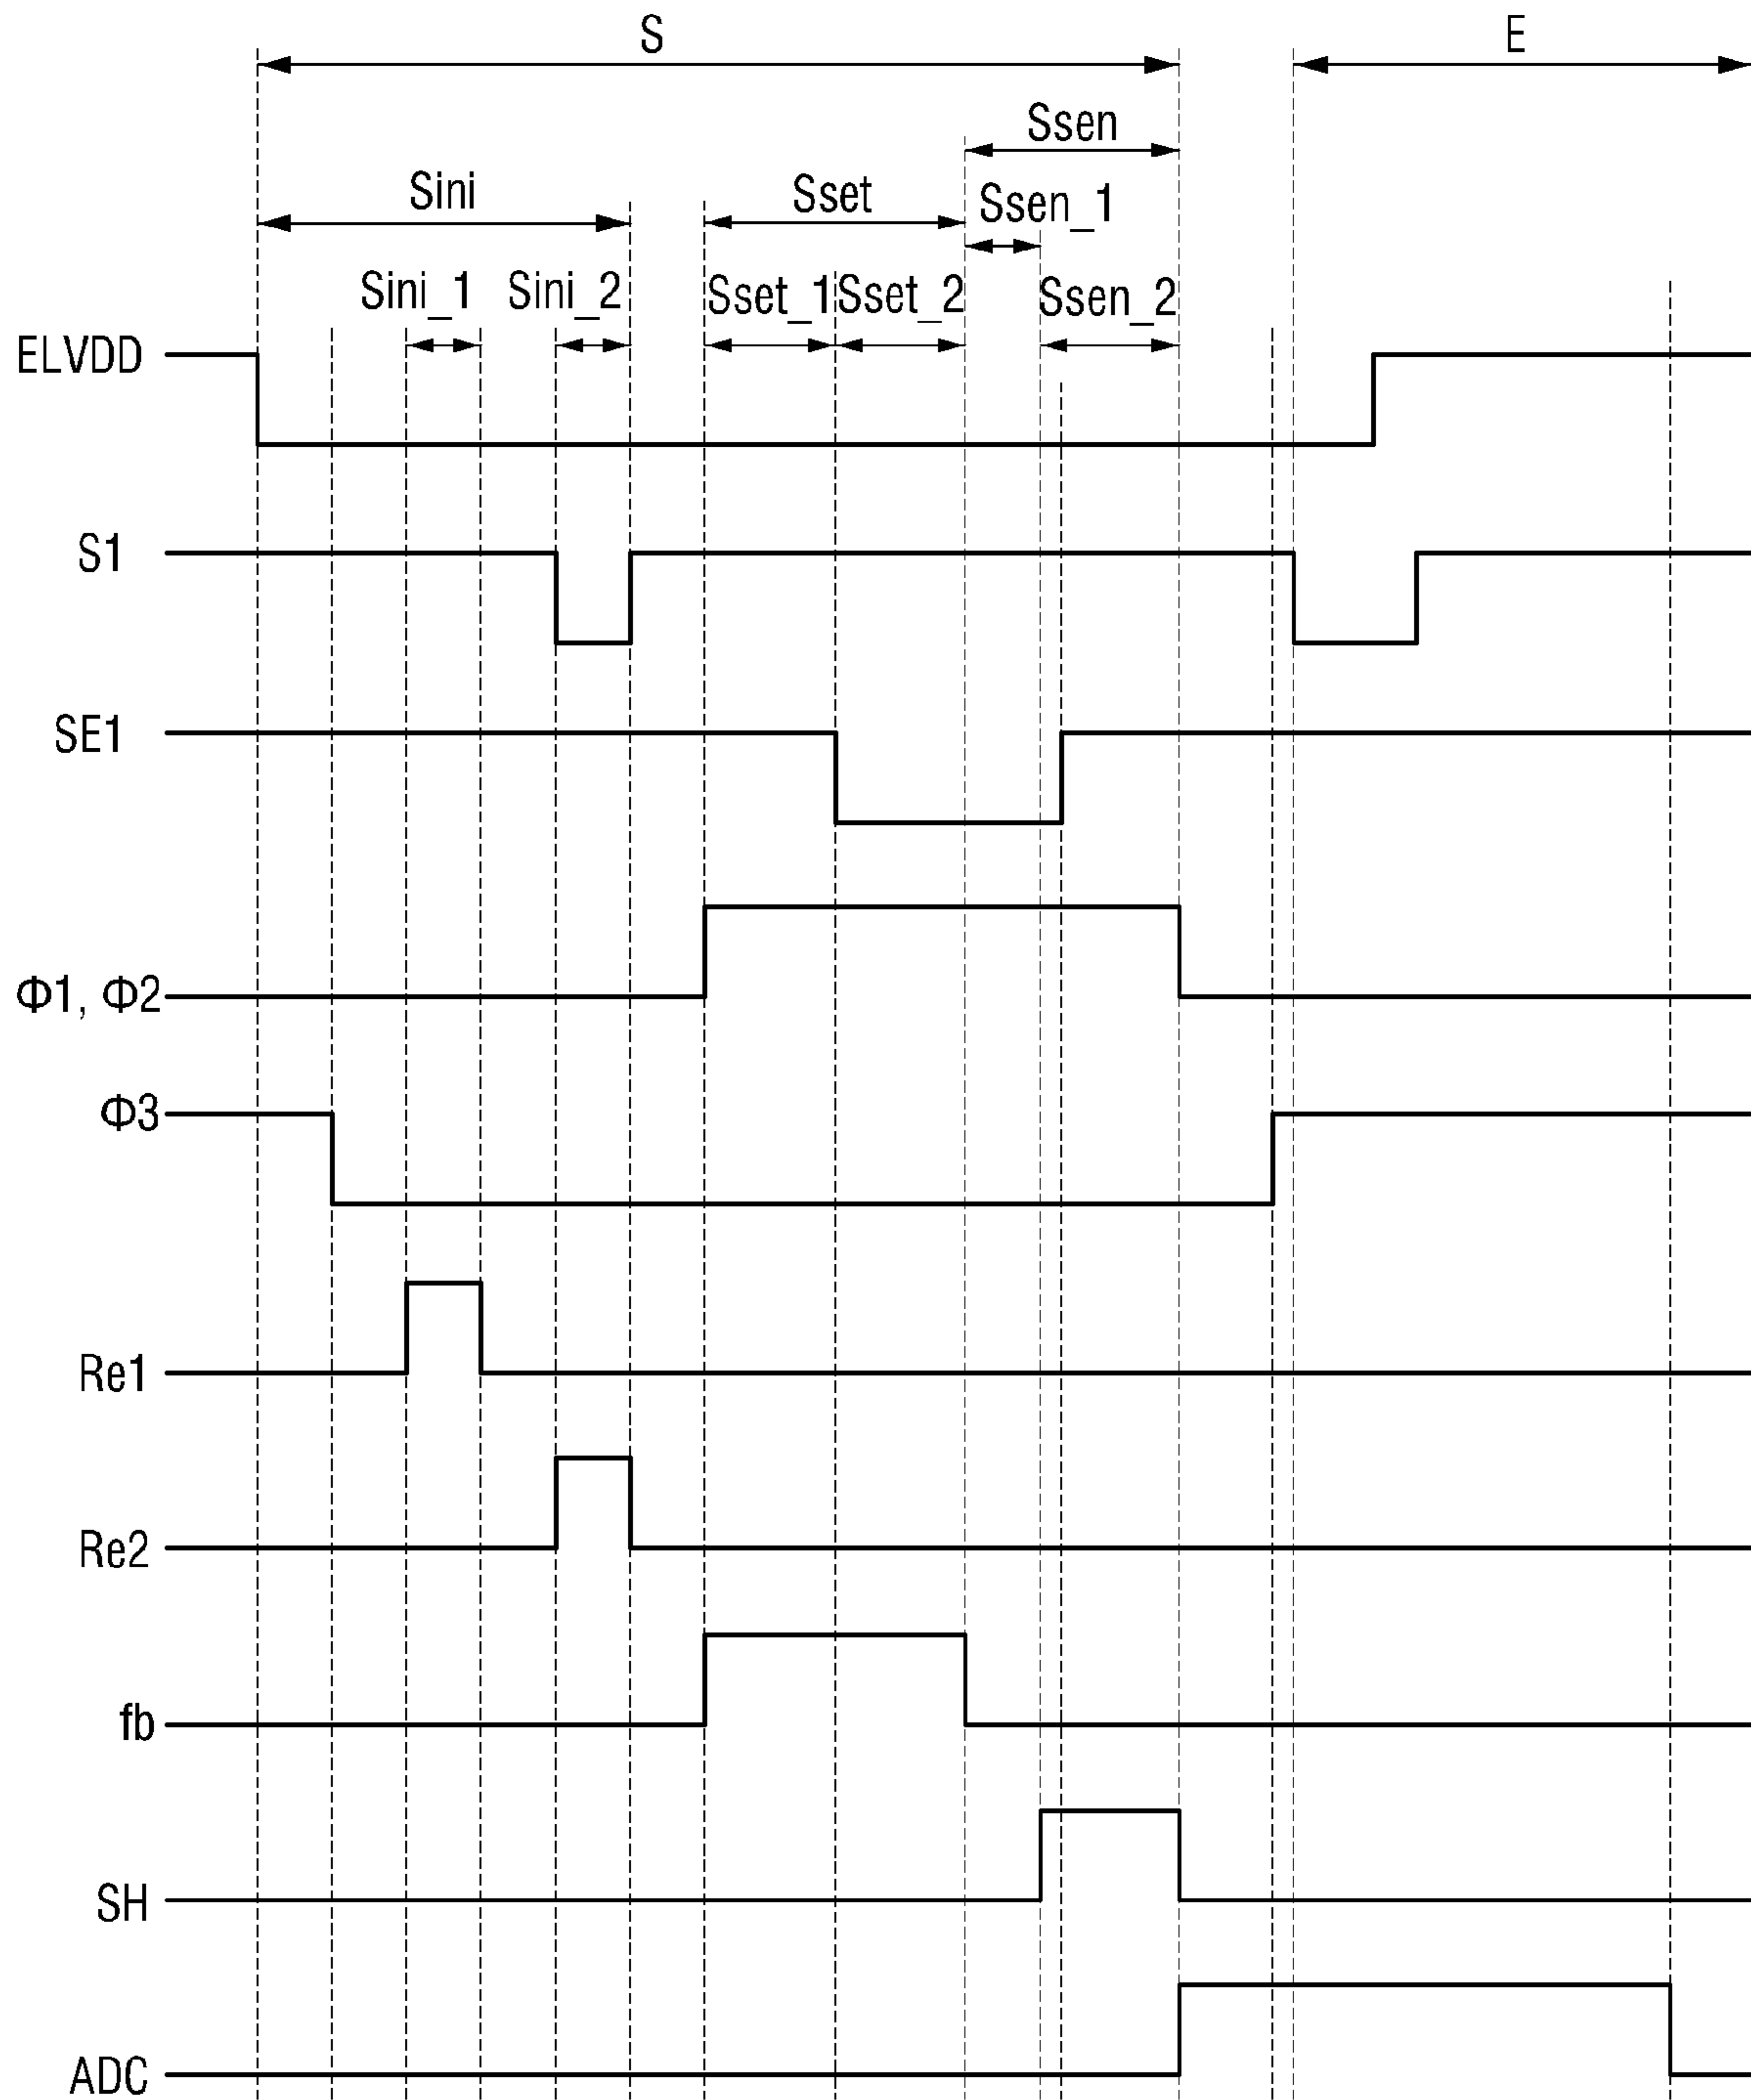 S
E
Ssen
Sini
Sset
Ssen_1
Sini_1
Sini_2
Sset_1
Sset_2
Ssen_2
ELVDD
S1
SE1
Φ1, Φ2
Φ3
Re1
Re2
fb
SH
ADC